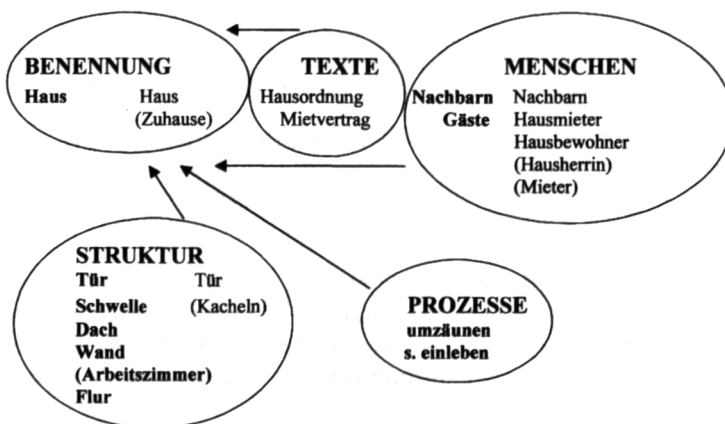 BENENNUNG
Haus Haus
(Zuhause)
TEXTE
Hausordnung
Mietvertrag
MENSCHEN
Nachbarn Nachbarn
Gäste Hausmieter
Hausbewohner
(Hausherrin)
(Mieter)
STRUKTUR
Tür Tür
Schwelle (Kacheln)
Dach
Wand
(Arbeitszimmer)
Flur
PROZESSE
umzäunen
s. einleben